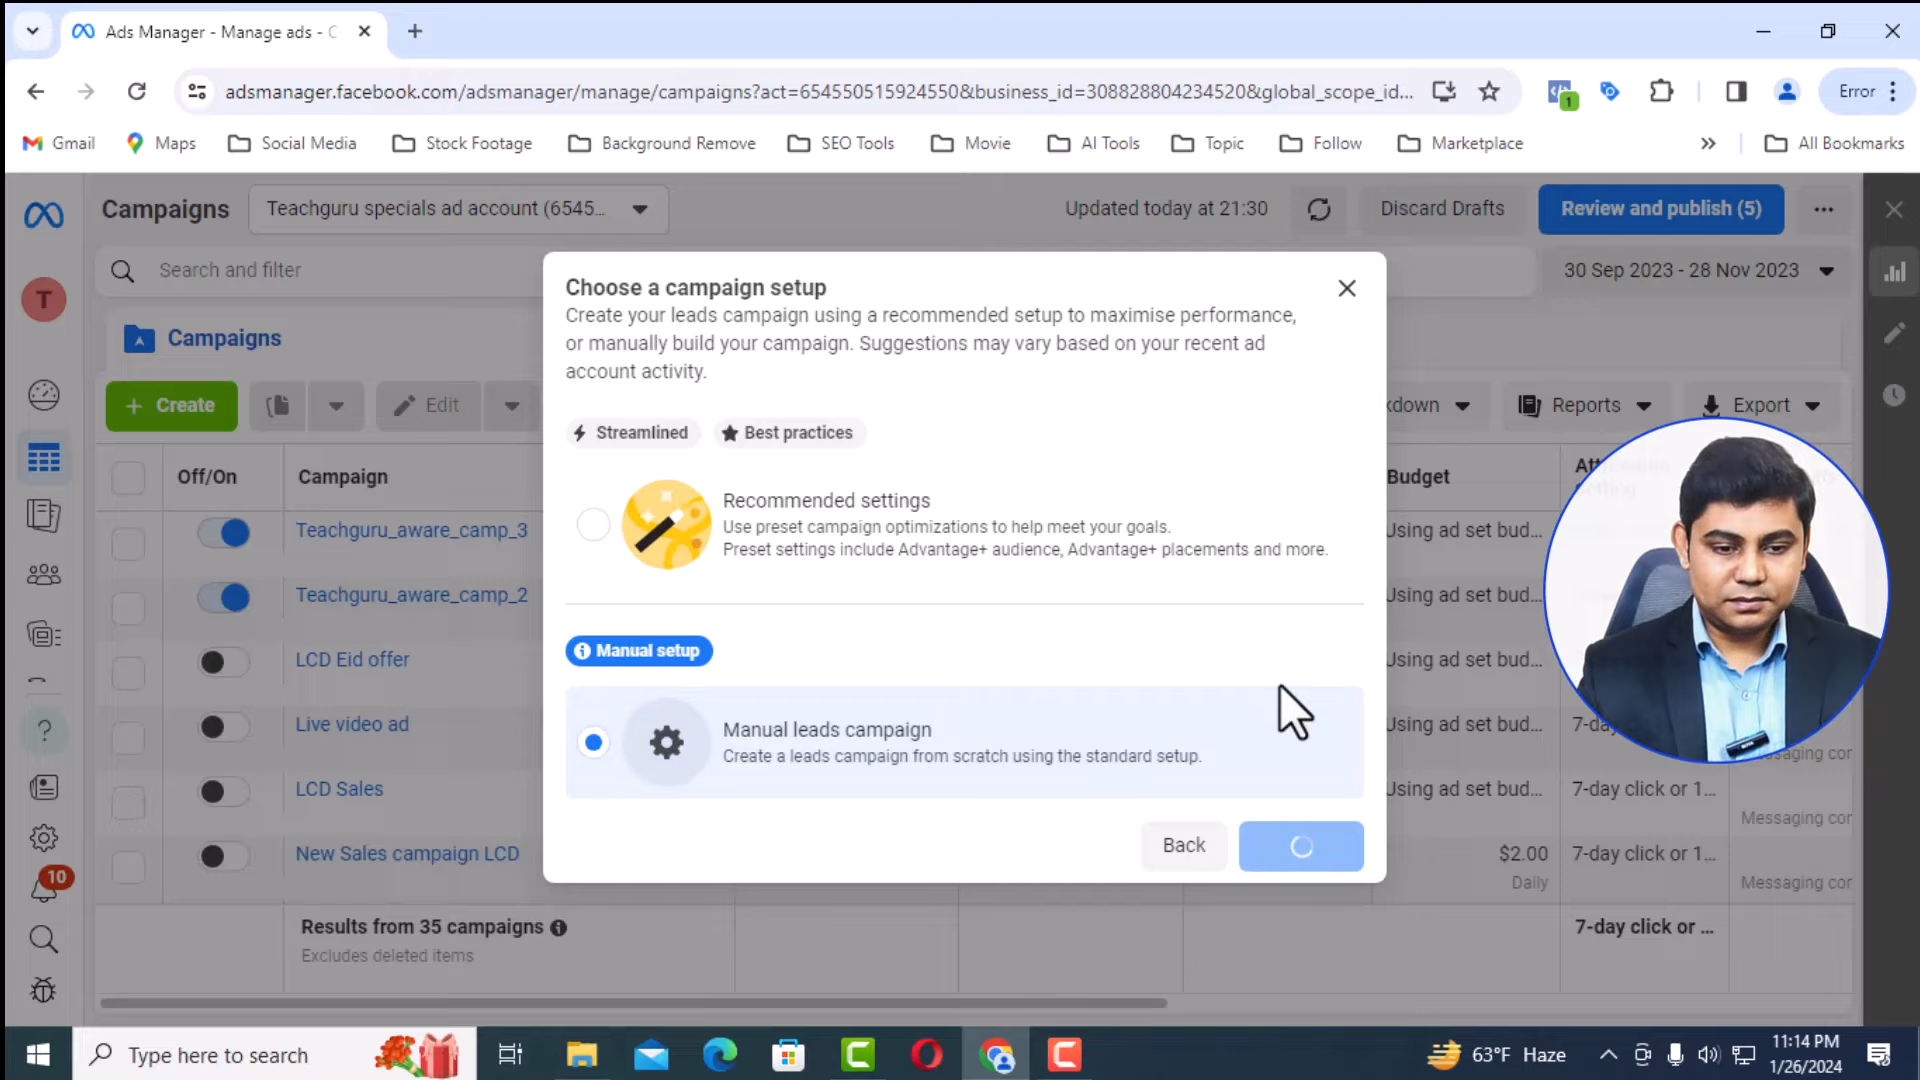 Ads Manager - Manage ads - C
adsmanager.facebook.com/adsmanager/manage/campaigns?act=654550515924550&business_id=308828804234520&global_scope_id...
1
Error
Gmail
Maps
Social Media
Stock Footage
Background Remove
SEO Tools
Movie
AI Tools
Topic
Follow
Marketplace
All Bookmarks
Campaigns
Teachguru specials ad account (6545...
Updated today at 21:30
Discard Drafts
Review and publish (5)
T
Search and filter
30 Sep 2023 - 28 Nov 2023
Campaigns
Create
Edit
kdown
Reports
Export
Off/On
Campaign
Budget
Teachguru_aware_camp_3
Using ad set bud...
Teachguru_aware_camp_2
Using ad set bud...
LCD Eid offer
Using ad set bud...
Live video ad
Using ad set bud...
LCD Sales
Using ad set bud...
7-day click or 1...
Messaging cor
New Sales campaign LCD
$2.00
Daily
7-day click or 1...
Messaging cor
Results from 35 campaigns
Excludes deleted items
7-day click or ...
Choose a campaign setup
Create your leads campaign using a recommended setup to maximise performance,
or manually build your campaign. Suggestions may vary based on your recent ad
account activity.
Streamlined
Best practices
Recommended settings
Use preset campaign optimizations to help meet your goals.
Preset settings include Advantage+ audience, Advantage+ placements and more.
Manual setup
Manual leads campaign
Create a leads campaign from scratch using the standard setup.
Back
10
Type here to search
63°F Haze
11:14 PM
1/26/2024